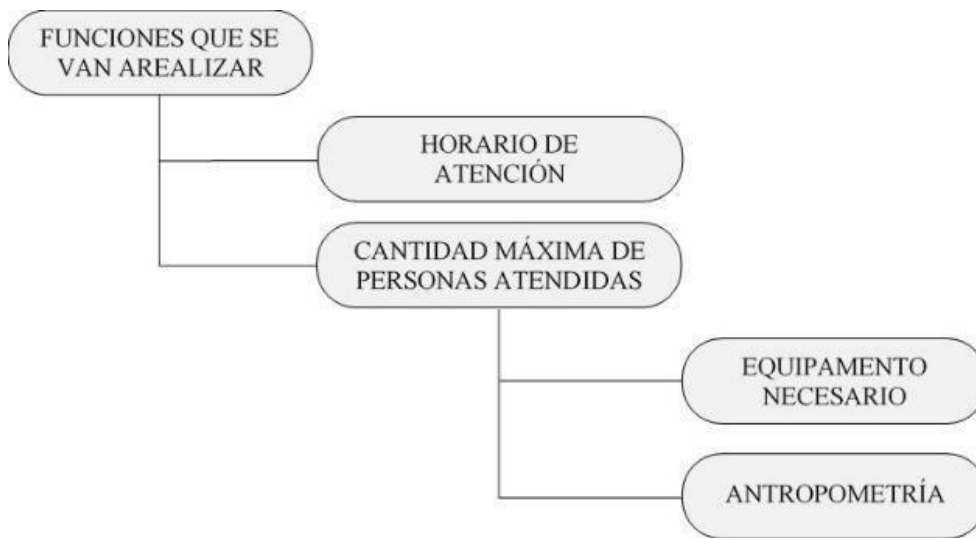 FUNCIONES QUE SE
VAN AREALIZAR
HORARIO DE
ATENCIÓN
CANTIDAD MÁXIMA DE
PERSONAS ATENDIDAS
EQUIPAMENTO
NECESARIO
ANTROPOMETRÍA